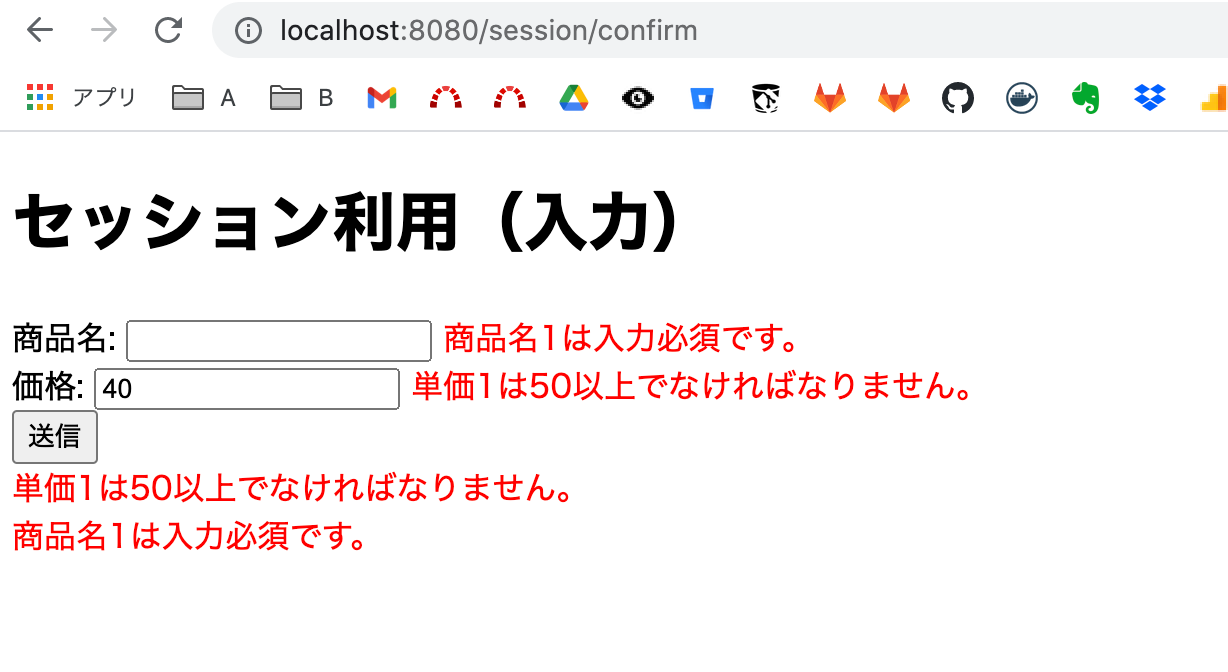 localhost:8080/session/confirm
アプリ A B
セッション利用（入力）
商品名: 商品名1は入力必須です。
価格: 40 単価1は50以上でなければなりません。
送信
単価1は50以上でなければなりません。
商品名1は入力必須です。